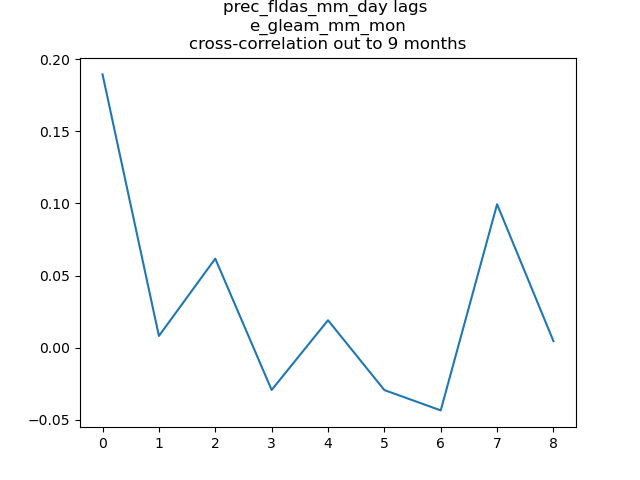 prec_fldas_mm_day lags
e_gleam_mm_mon
cross-correlation out to 9 months
0.20
0.15
0.10
0.05
0.00
−0.05
0 1 2 3 4 5 6 7 8